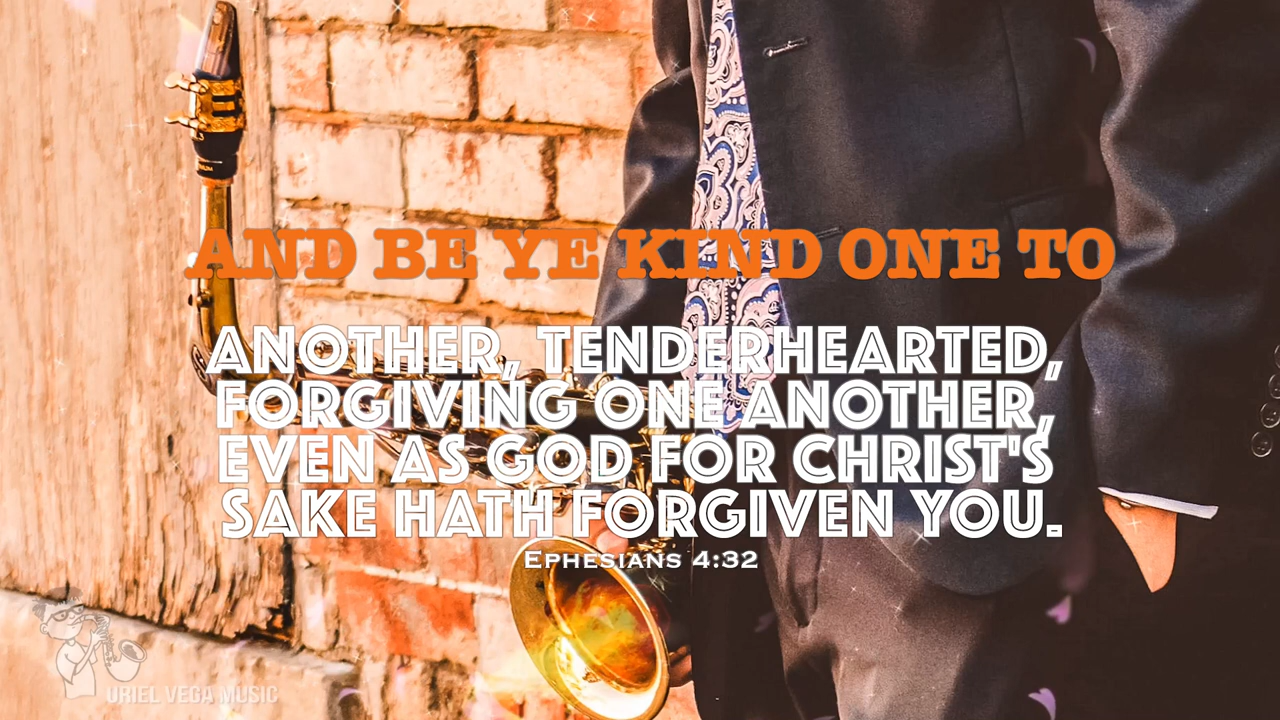 AND BE YE KIND ONE TO
ANOTHER, TENDERHEARTED,
FORGIVING ONE ANOTHER,
EVEN AS GOD FOR CHRIST'S
SAKE HATH FORGIVEN YOU.
EPHESIANS 4:32
URIEL VEGA MUSIC